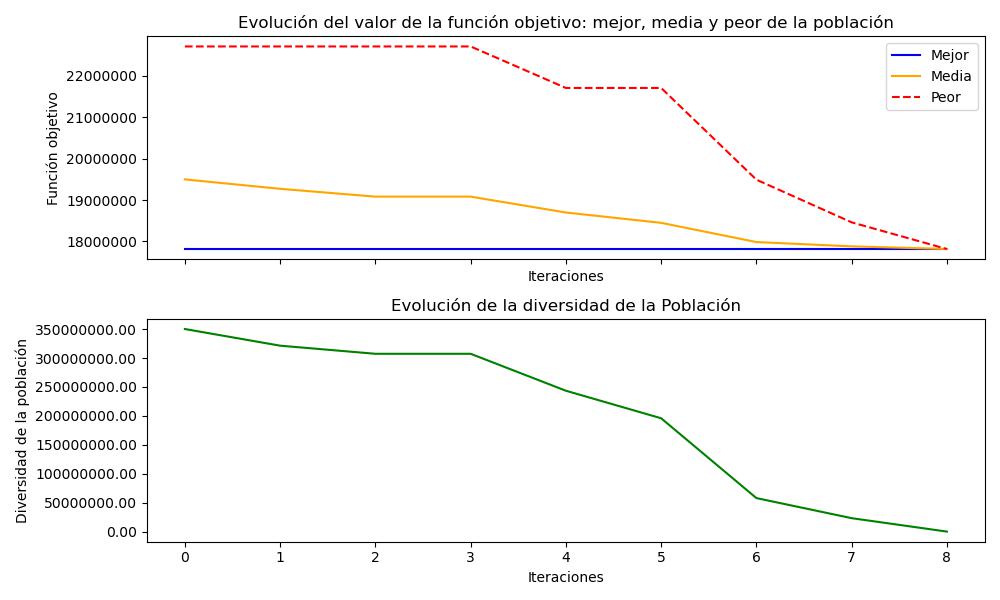 Evolución del valor de la función objetivo: mejor, media y peor de la población
Función objetivo
22000000
21000000
20000000
19000000
18000000
Mejor
Media
Peor
Iteraciones
Evolución de la diversidad de la Población
Diversidad de la población
350000000.00
300000000.00
250000000.00
200000000.00
150000000.00
100000000.00
50000000.00
0.00
0 1 2 3 4 5 6 7 8
Iteraciones